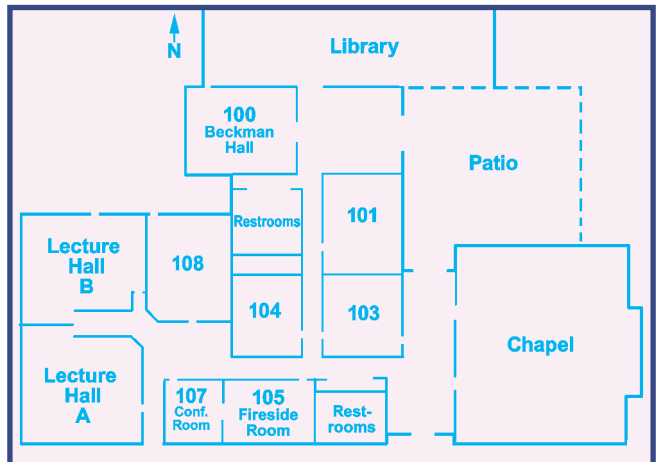 Library
N
100
Beckman
Hall
Patio
Restrooms
101
Lecture
Hall
B
108
104
103
Chapel
Lecture
Hall
A
107
Conf.
Room
105
Fireside
Room
Rest-
rooms